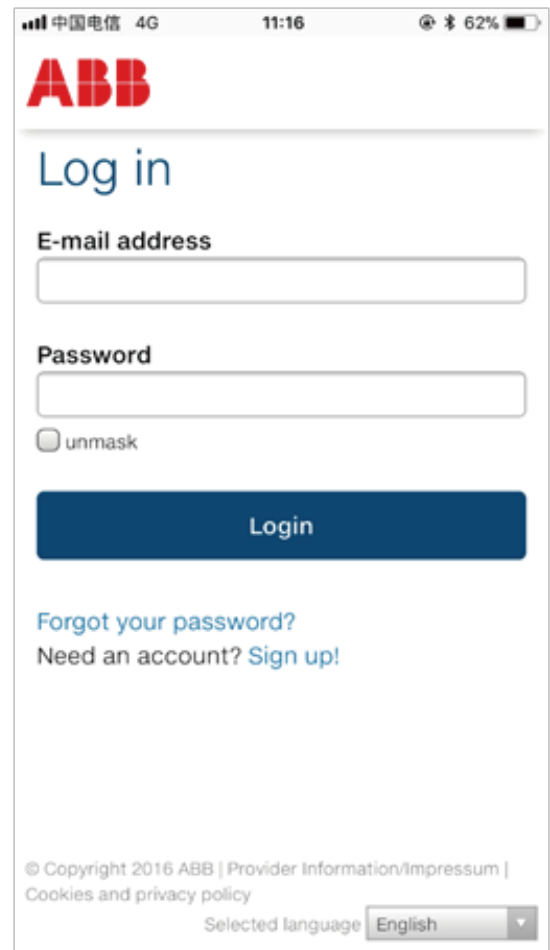 中国电信 4G 11:16 62%
ABB
Log in
E-mail address
Password
unmask
Login
Forgot your password?
Need an account? Sign up!
© Copyright 2016 ABB | Provider Information/Impressum |
Cookies and privacy policy
Selected language English